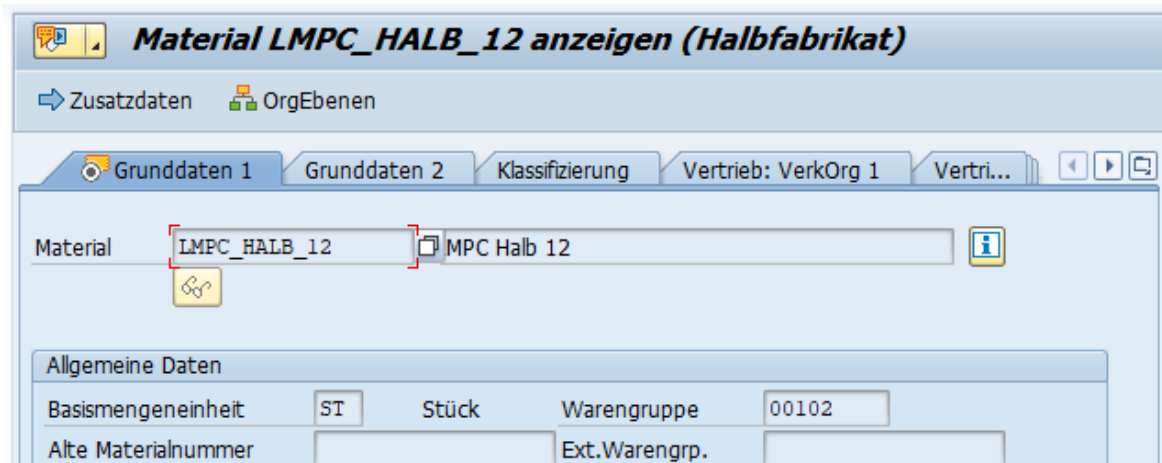 Material LMPC_HALB_12 anzeigen (Halbfabrikat)
Zusatzdaten OrgEbenen
Grunddaten 1 Grunddaten 2 Klassifizierung Vertrieb: VerkOrg 1 Vertri...
Material LMPC_HALB_12 MPC Halb 12
Allgemeine Daten
Basismengeneinheit ST Stück Warengruppe 00102
Alte Materialnummer Ext.Warengrp.